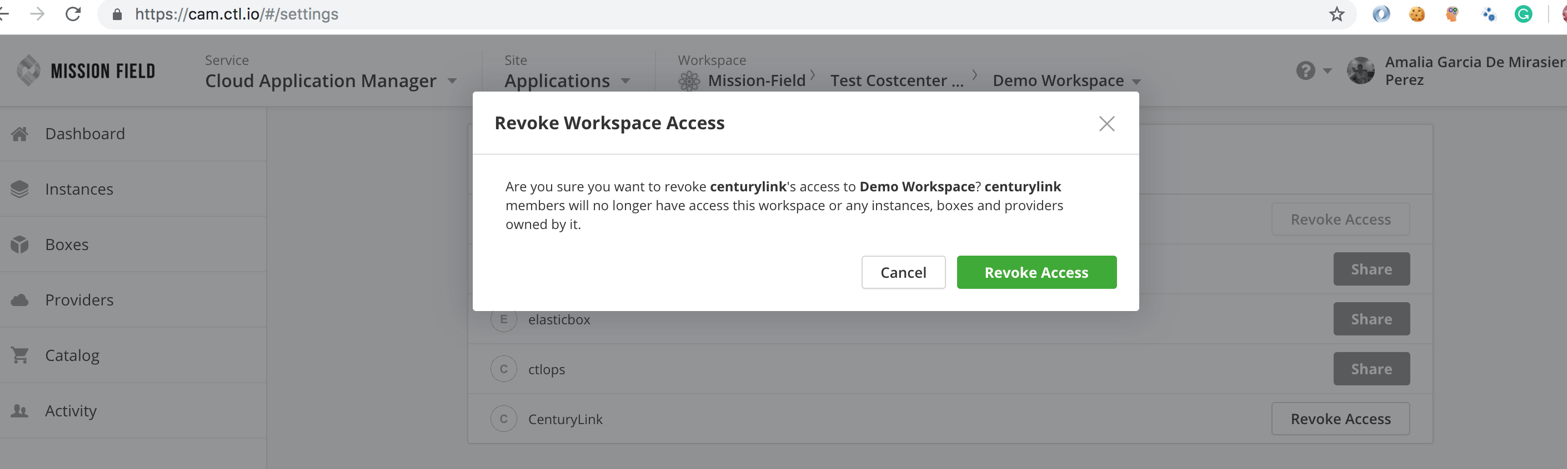 https://cam.ctl.io/#/settings
MISSION FIELD
Service
Cloud Application Manager
Site
Applications
Workspace
Mission-Field
Test Costcenter ...
Demo Workspace
?
Amalia Garcia De Mirasier
Perez
Dashboard
Instances
Boxes
Providers
Catalog
Activity
Revoke Workspace Access
Are you sure you want to revoke centurylink's access to Demo Workspace? centurylink
members will no longer have access this workspace or any instances, boxes and providers
owned by it.
Cancel
Revoke Access
Revoke Access
Share
E elasticbox
Share
C ctlops
Share
C CenturyLink
Revoke Access